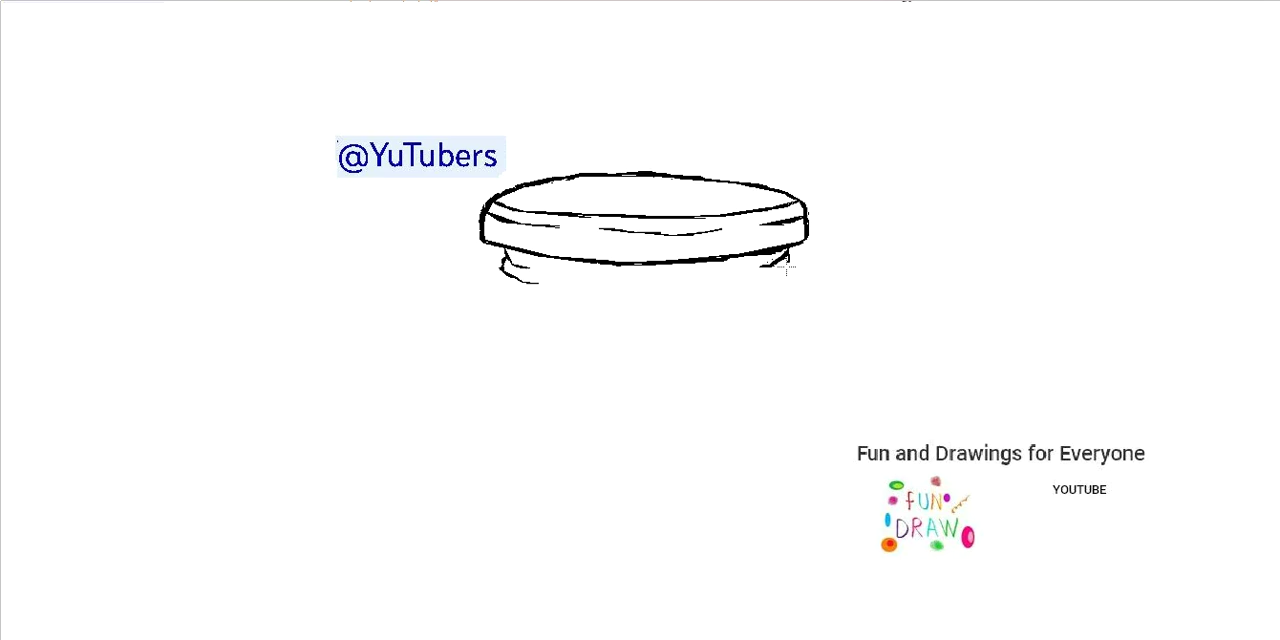 @YuTubers
Fun and Drawings for Everyone
YOUTUBE
fUN
DRAW